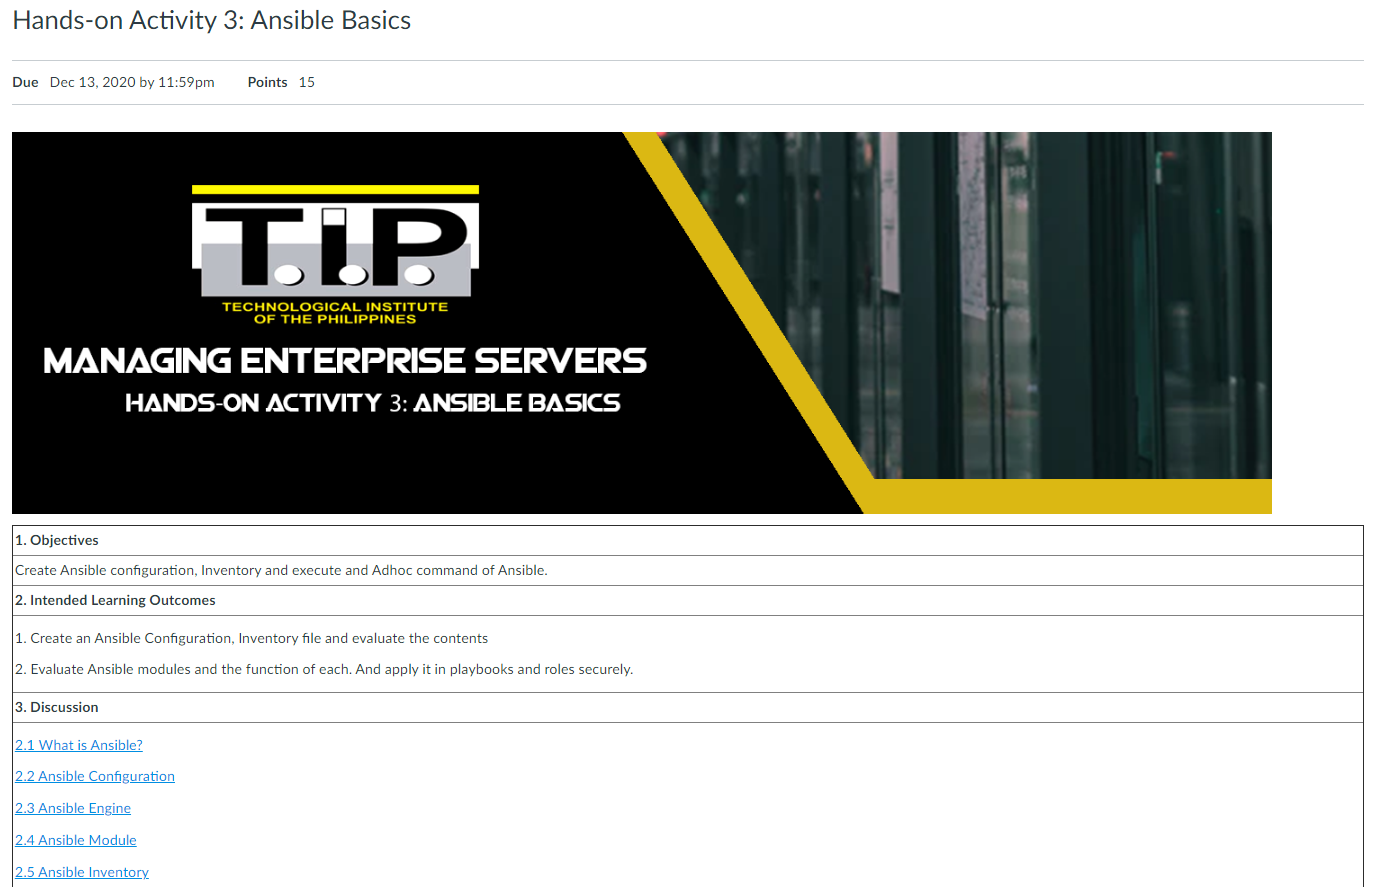 Hands-on Activity 3: Ansible Basics
Due Dec 13, 2020 by 11:59pm Points 15
T.i.P.
TECHNOLOGICAL INSTITUTE
OF THE PHILIPPINES
MANAGING ENTERPRISE SERVERS
HANDS-ON ACTIVITY 3: ANSIBLE BASICS
1. Objectives
Create Ansible configuration, Inventory and execute and Adhoc command of Ansible.
2. Intended Learning Outcomes
1. Create an Ansible Configuration, Inventory file and evaluate the contents
2. Evaluate Ansible modules and the function of each. And apply it in playbooks and roles securely.
3. Discussion
2.1 What is Ansible?
2.2 Ansible Configuration
2.3 Ansible Engine
2.4 Ansible Module
2.5 Ansible Inventory